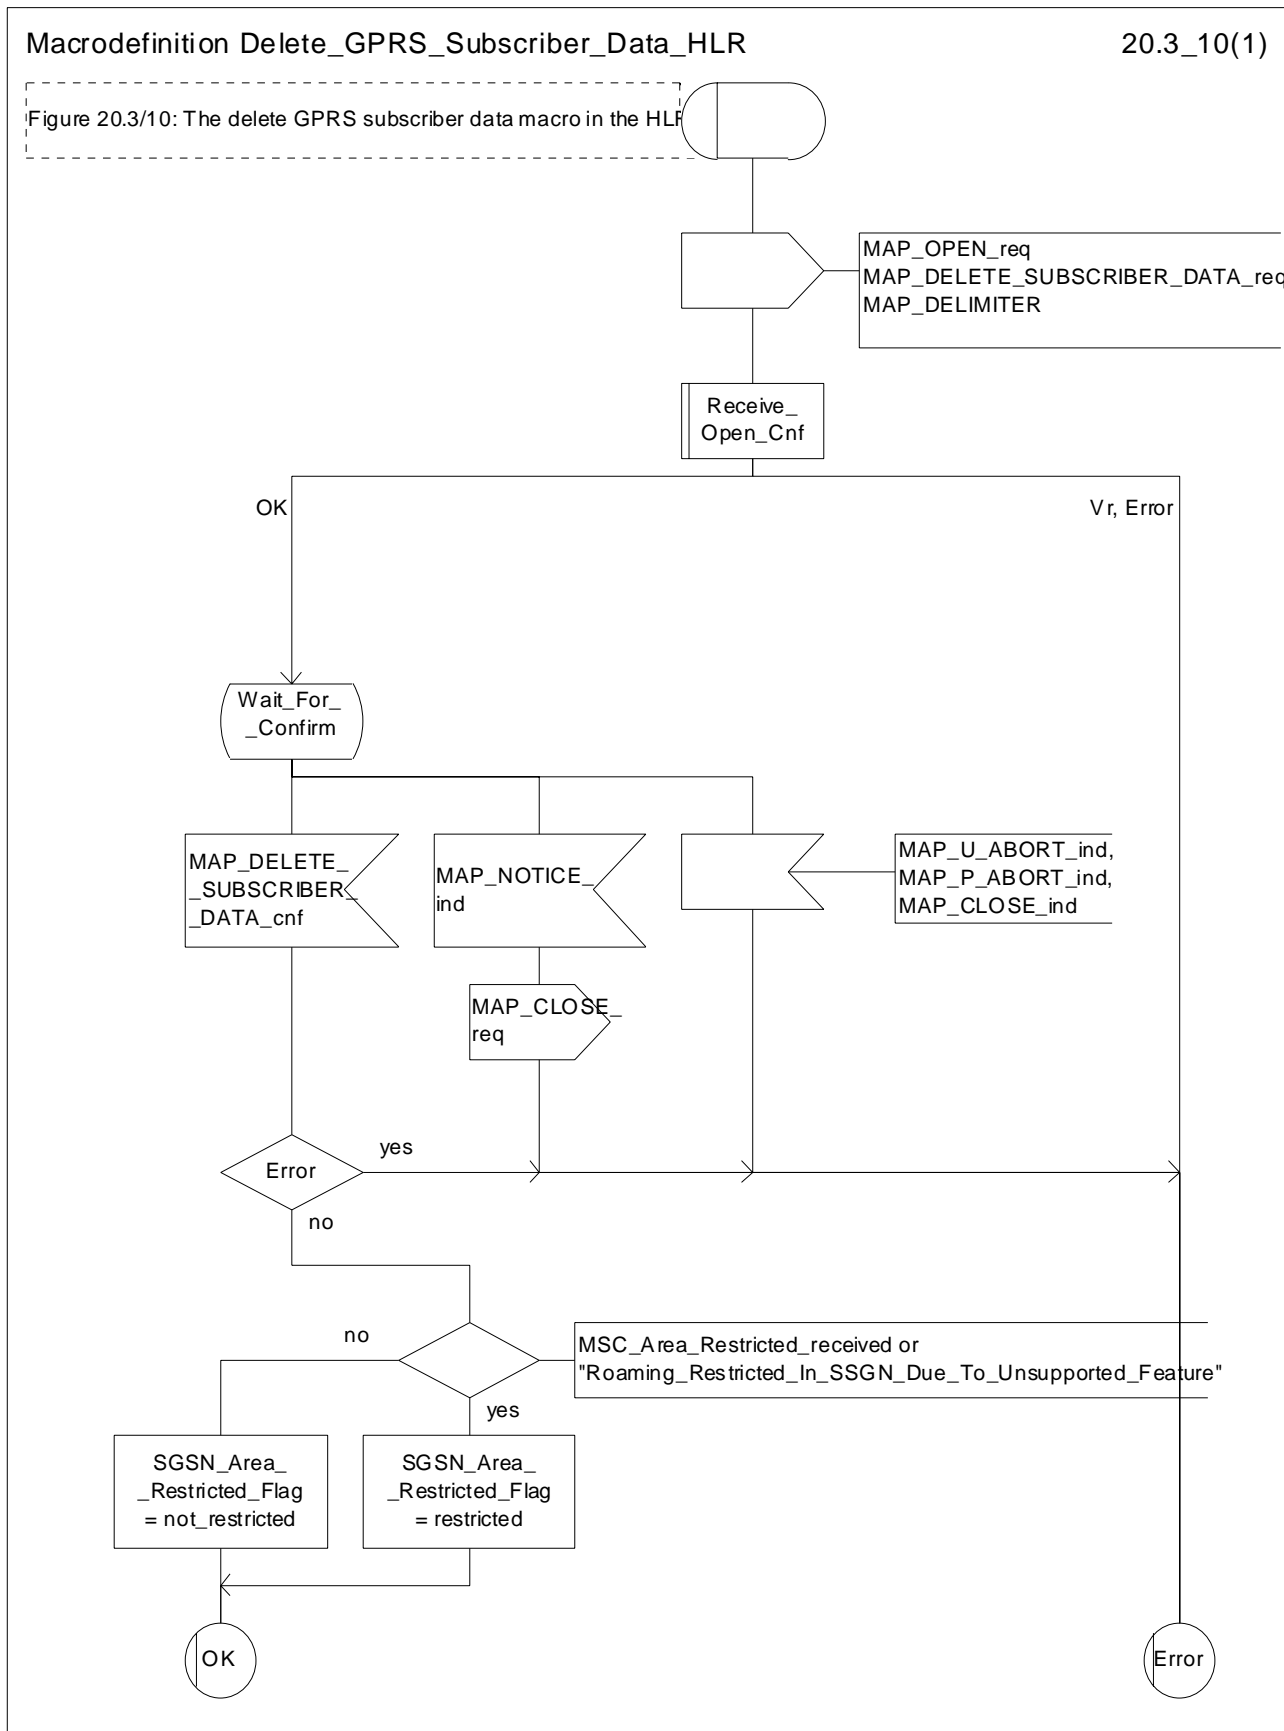 Macrodefinition Delete_GPRS_Subscriber_Data_HLR
20.3_10(1)
Figure 20.3/10: The delete GPRS subscriber data macro in the HLR
MAP_OPEN_req
MAP_DELETE_SUBSCRIBER_DATA_req
MAP_DELIMITER
Receive_
Open_Cnf
OK
Vr, Error
Wait_For_
_Confirm
MAP_DELETE_
_SUBSCRIBER_
_DATA_cnf
MAP_NOTICE_
ind
MAP_U_ABORT_ind,
MAP_P_ABORT_ind,
MAP_CLOSE_ind
MAP_CLOSE_
req
Error
yes
no
no
MSC_Area_Restricted_received or
"Roaming_Restricted_In_SSGN_Due_To_Unsupported_Feature"
yes
SGSN_Area_
_Restricted_Flag
= not_restricted
SGSN_Area_
_Restricted_Flag
= restricted
OK
Error